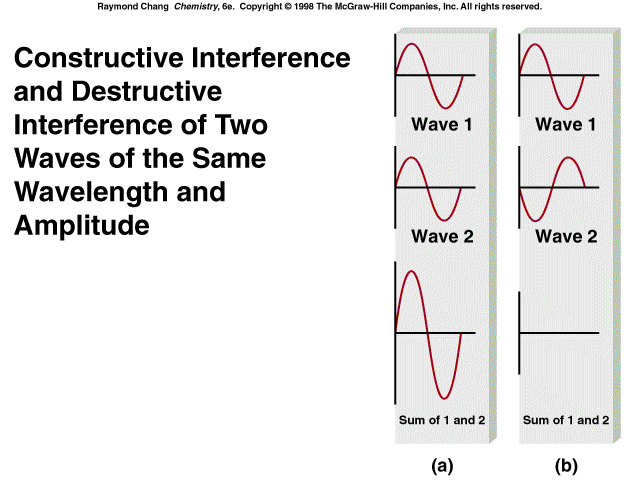 Raymond Chang Chemistry, 6e. Copyright © 1998 The McGraw-Hill Companies, Inc. All rights reserved.
Constructive Interference
and Destructive
Interference of Two
Waves of the Same
Wavelength and
Amplitude
Wave 1
Wave 2
Sum of 1 and 2
(a)
Wave 1
Wave 2
Sum of 1 and 2
(b)